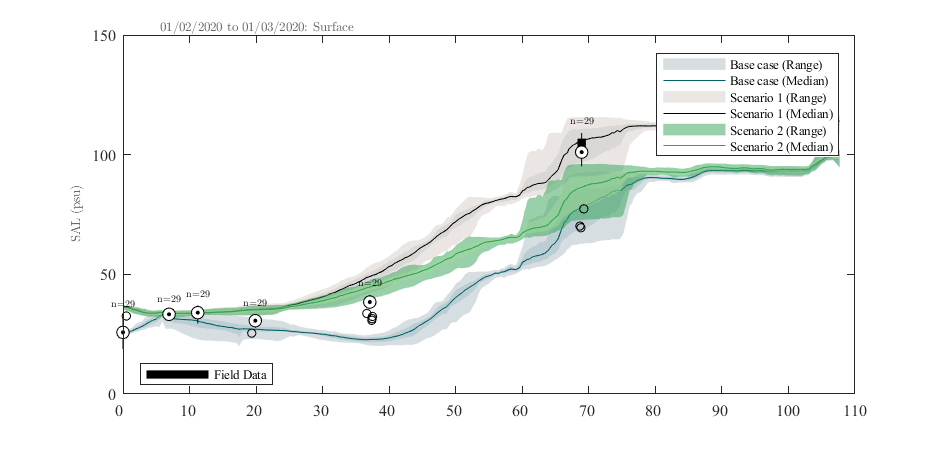 01/02/2020 to 01/03/2020: Surface
150
100
50
0
SAL (psu)
n=29
n=29
n=29
n=29
n=29
n=29
Base case (Range)
Base case (Median)
Scenario 1 (Range)
Scenario 1 (Median)
Scenario 2 (Range)
Scenario 2 (Median)
Field Data
0 10 20 30 40 50 60 70 80 90 100 110